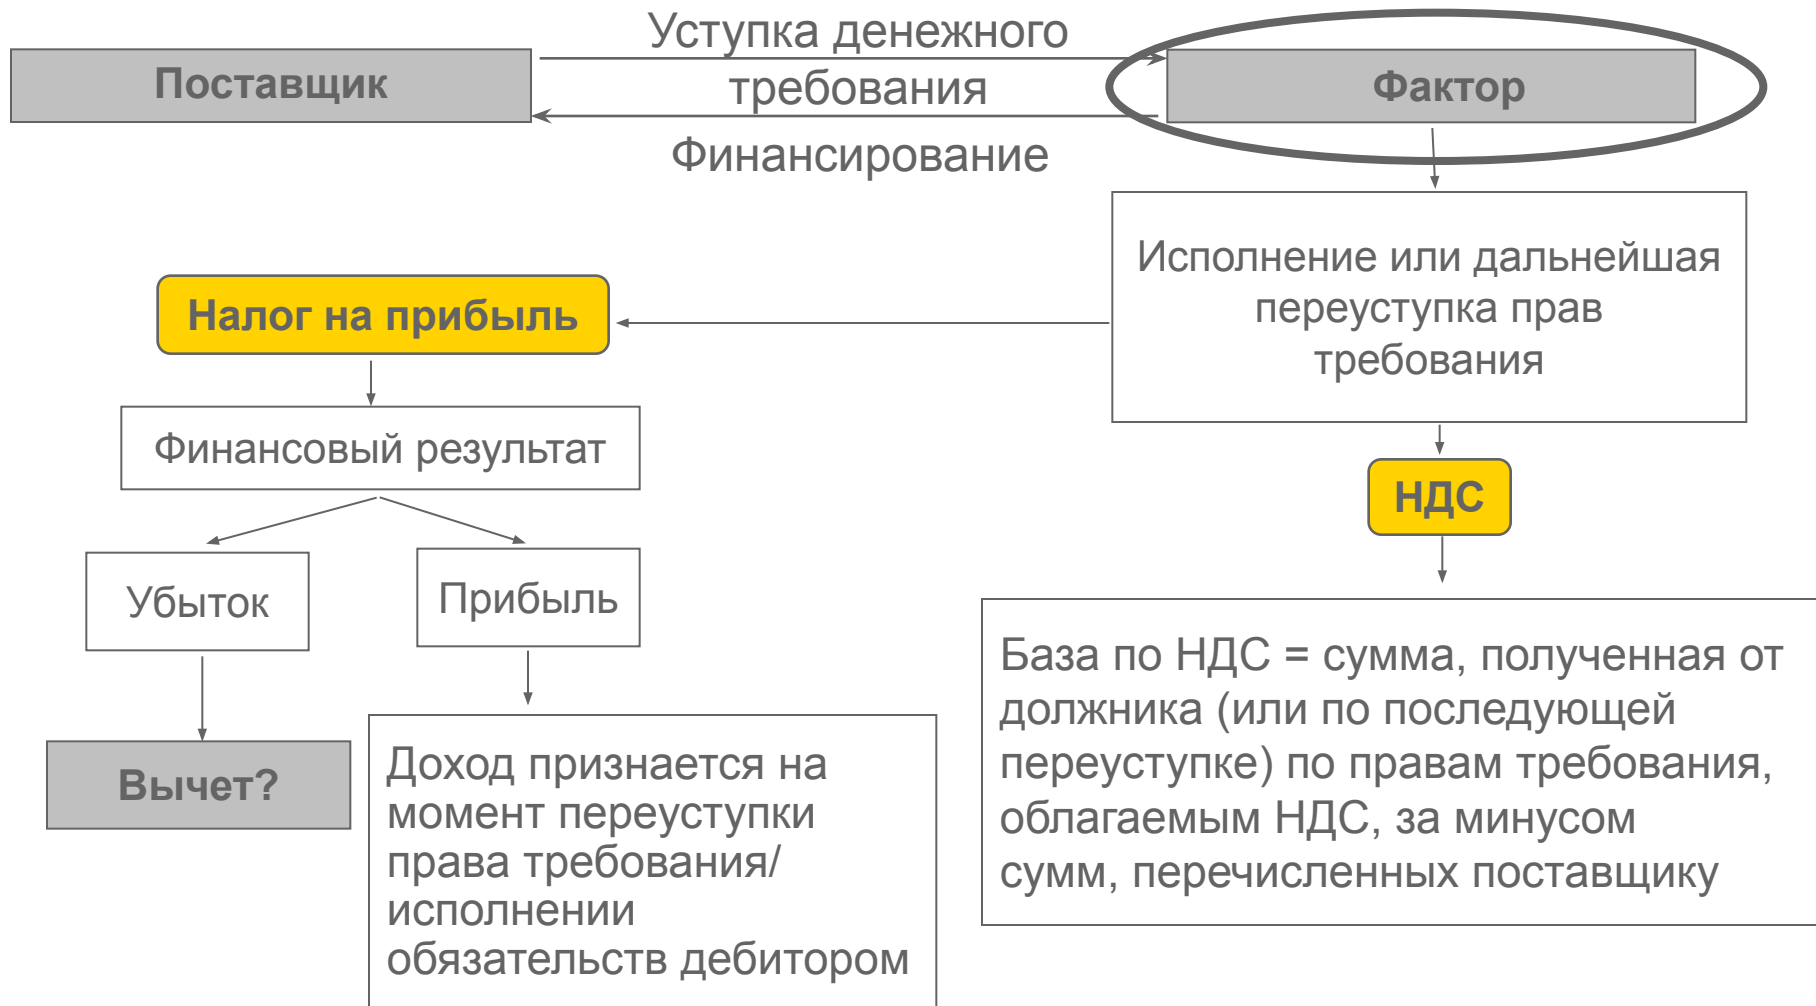 Уступка денежного
Поставщик
требования
Фактор
Финансирование
Исполнение или дальнейшая
переуступка прав
требования
Налог на прибыль
Финансовый результат
НДС
Убыток
Прибыль
База по НДС = сумма, полученная от
должника (или по последующей
переуступке) по правам требования,
облагаемым НДС, за минусом
сумм, перечисленных поставщику
Вычет?
Доход признается на
момент переуступки
права требования/
исполнении
обязательств дебитором